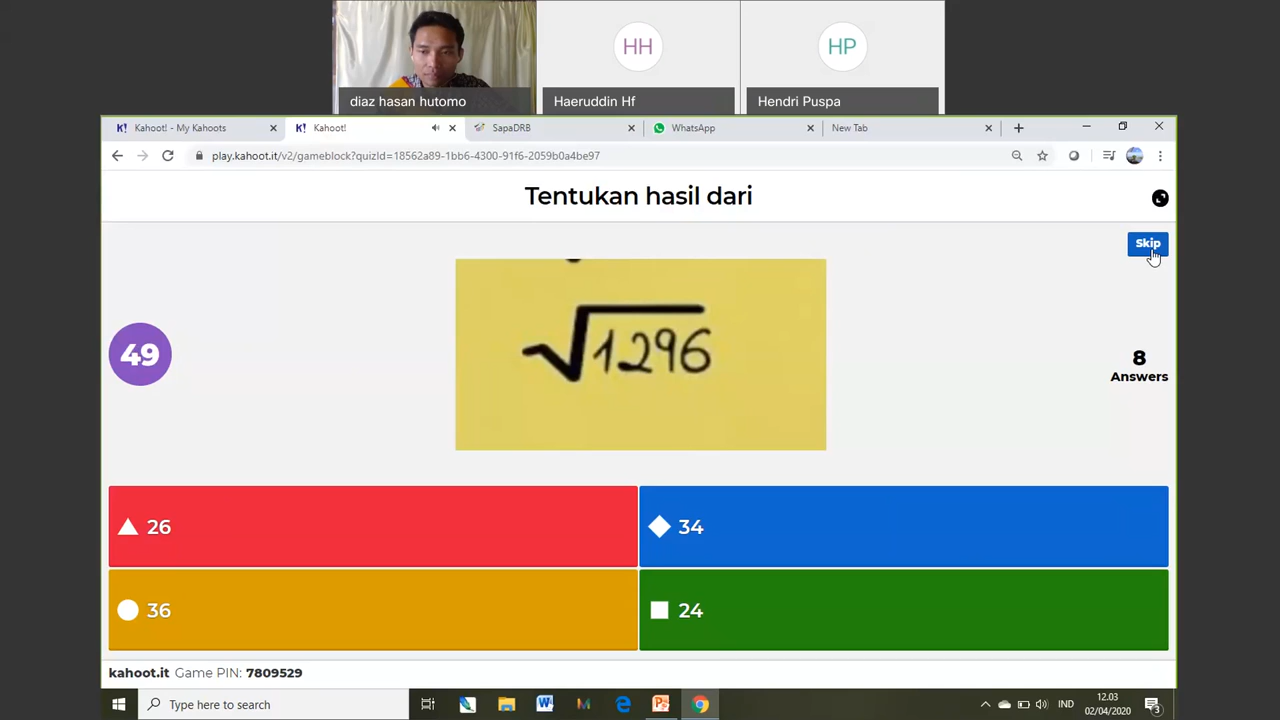 HH
HP
diaz hasan hutomo
Haeruddin Hf
Hendri Puspa
K! Kahoot! - My Kahoots
K! Kahoot!
SapaDRB
WhatsApp
New Tab
play.kahoot.it/v2/gameblock?quizId=18562a89-1bb6-4300-91f6-2059b0a4be97
Tentukan hasil dari
Skip
√1296
49
8
Answers
26
34
36
24
kahoot.it Game PIN: 7809529
Type here to search
IND
12.03
02/04/2020
3